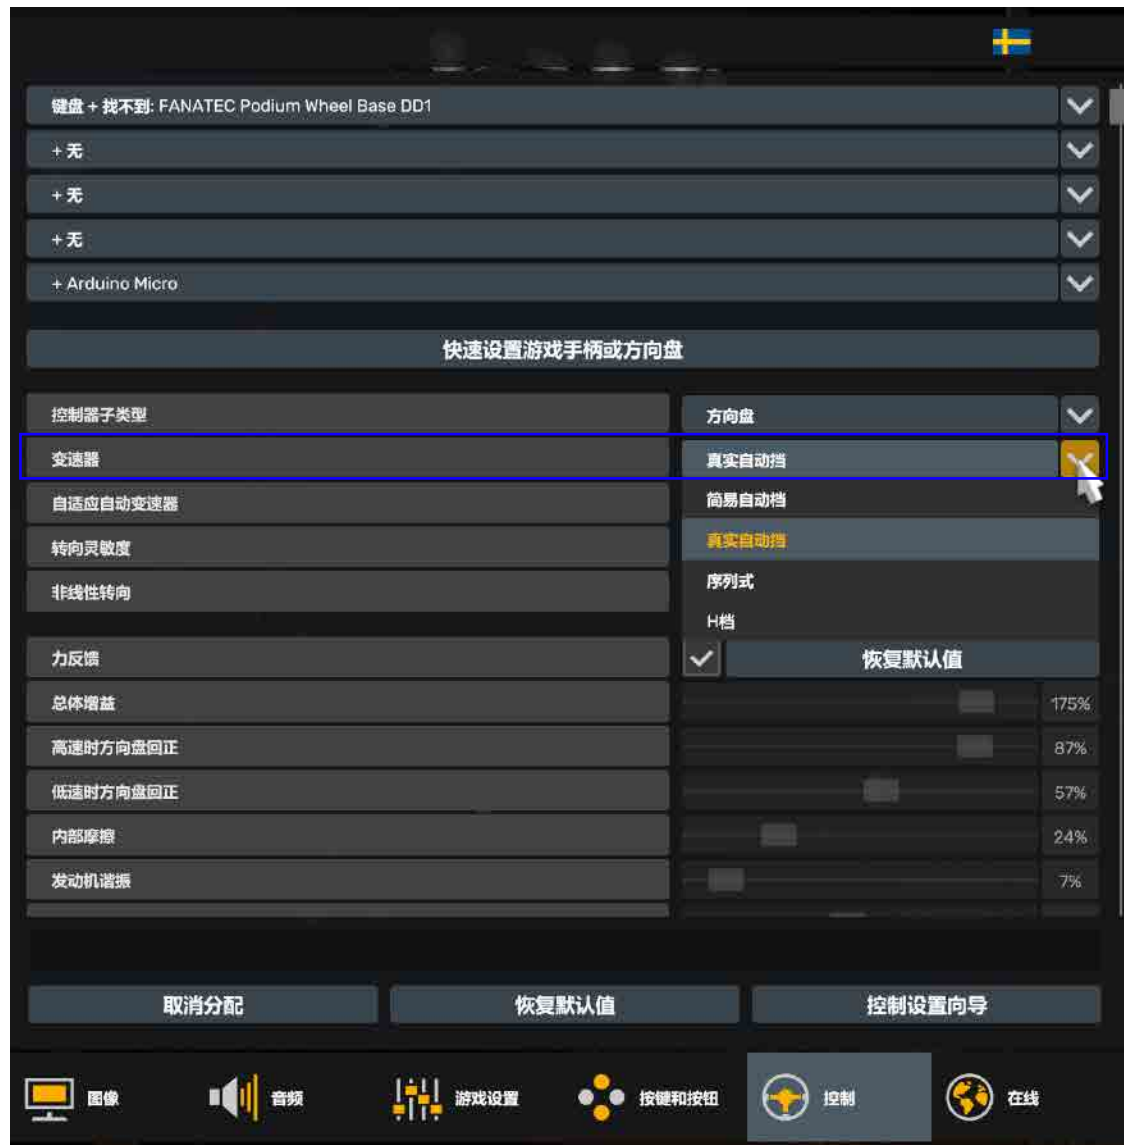 键盘 + 找不到: FANATEC Podium Wheel Base DD1
+ 无
+ 无
+ 无
+ Arduino Micro
快速设置游戏手柄或方向盘
控制器子类型 方向盘
变速器 真实自动挡
自适应自动变速器 简易自动档
真实自动挡
转向灵敏度
序列式
非线性转向
H档
力反馈 恢复默认值
总体增益 175%
高速时方向盘回正 87%
低速时方向盘回正 57%
内部摩擦 24%
发动机谐振 7%
取消分配 恢复默认值 控制设置向导
图像 音频 游戏设置 按键和按钮 控制 在线